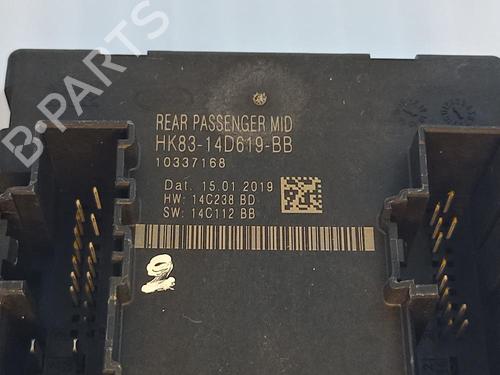 B-PARTS
REAR PASSENGER MID
HK83-14D619-BB
10337168
Dat. 15.01 2019
HW: 14C238 BD
SW: 14C112 BB
2